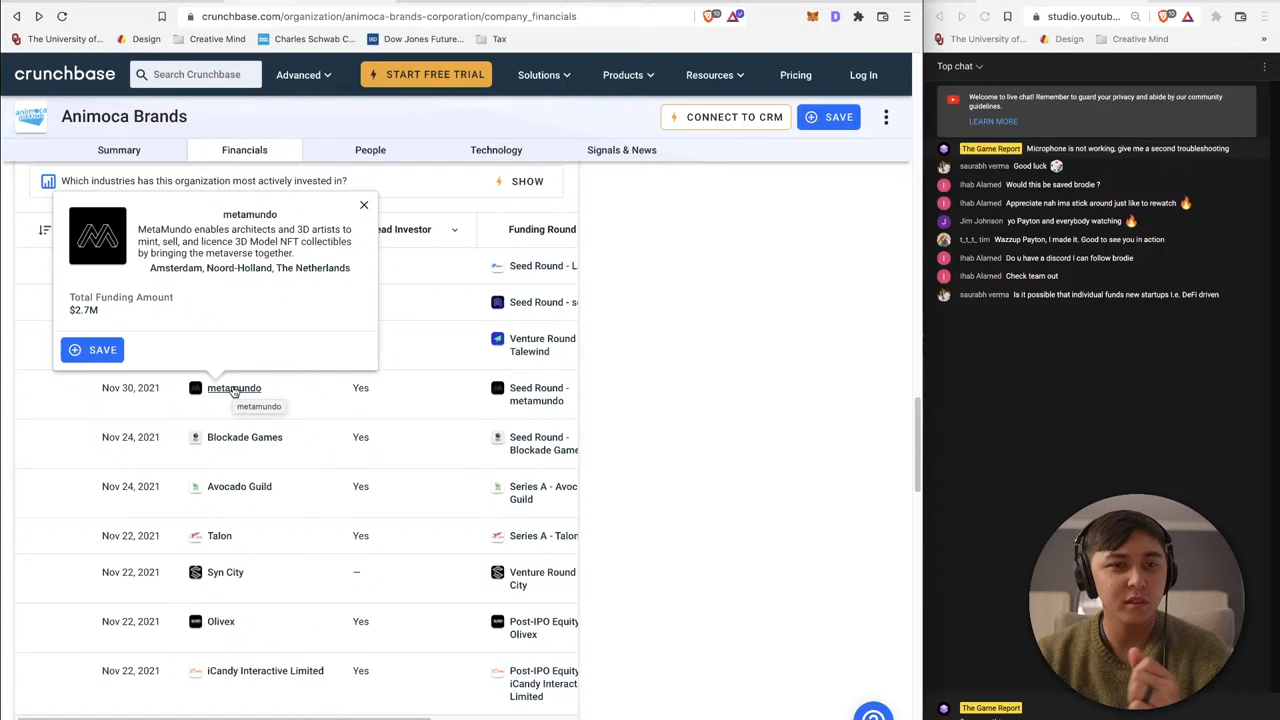 crunchbase.com/organization/animoca-brands-corporation/company_financials
The University of...
Design
Creative Mind
Charles Schwab C...
Dow Jones Future...
Tax
crunchbase
Search Crunchbase
Advanced
START FREE TRIAL
Solutions
Products
Resources
Pricing
Log In
ANIMOCA
BRANDS
Animoca Brands
CONNECT TO CRM
SAVE
Summary
Financials
People
Technology
Signals & News
Which industries has this organization most actively invested in?
SHOW
metamundo
MetaMundo enables architects and 3D artists to
mint, sell, and licence 3D Model NFT collectibles
by bringing the metaverse together.
Amsterdam, Noord-Holland, The Netherlands
Total Funding Amount
$2.7M
SAVE
ead Investor
Funding Round
Seed Round - L
Seed Round - s
Venture Round
Talewind
Nov 30, 2021
metamundo
Yes
Seed Round -
metamundo
metamundo
Nov 24, 2021
Blockade Games
Yes
Seed Round -
Blockade Game
Nov 24, 2021
Avocado Guild
Yes
Series A - Avoc
Guild
Nov 22, 2021
Talon
Yes
Series A - Talon
Nov 22, 2021
Syn City
—
Venture Round
City
Nov 22, 2021
Olivex
Yes
Post-IPO Equity
Olivex
Nov 22, 2021
iCandy Interactive Limited
Yes
Post-IPO Equity
iCandy Interact
Limited
studio.youtub...
The University of...
Design
Creative Mind
Top chat
Welcome to live chat! Remember to guard your privacy and abide by our community
guidelines.
LEARN MORE
The Game Report Microphone is not working, give me a second troubleshooting
saurabh verma Good luck
Ihab Alamed Would this be saved brodie ?
Ihab Alamed Appreciate nah ima stick around just like to rewatch
Jim Johnson yo Payton and everybody watching
t_t_t_ tim Wazzup Payton, I made it. Good to see you in action
Ihab Alamed Do u have a discord I can follow brodie
Ihab Alamed Check team out
saurabh verma Is it possible that individual funds new startups I.e. DeFi driven
The Game Report